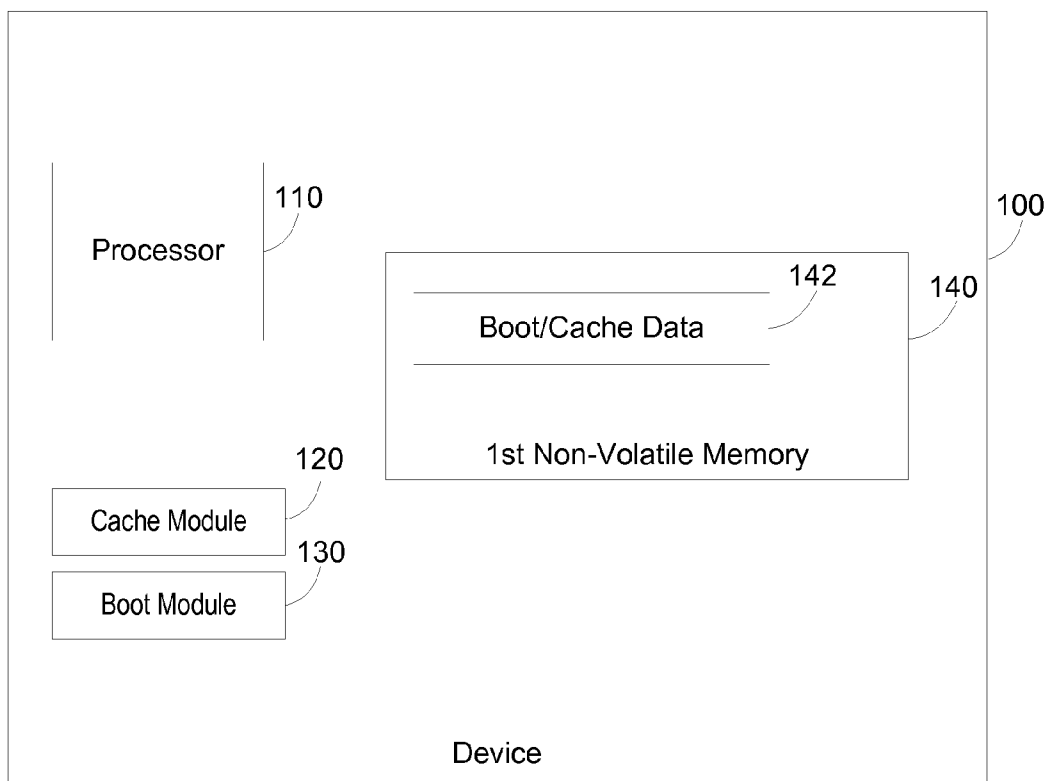 110
Processor
100
142
140
Boot/Cache Data
1st Non-Volatile Memory
120
Cache Module
130
Boot Module
Device